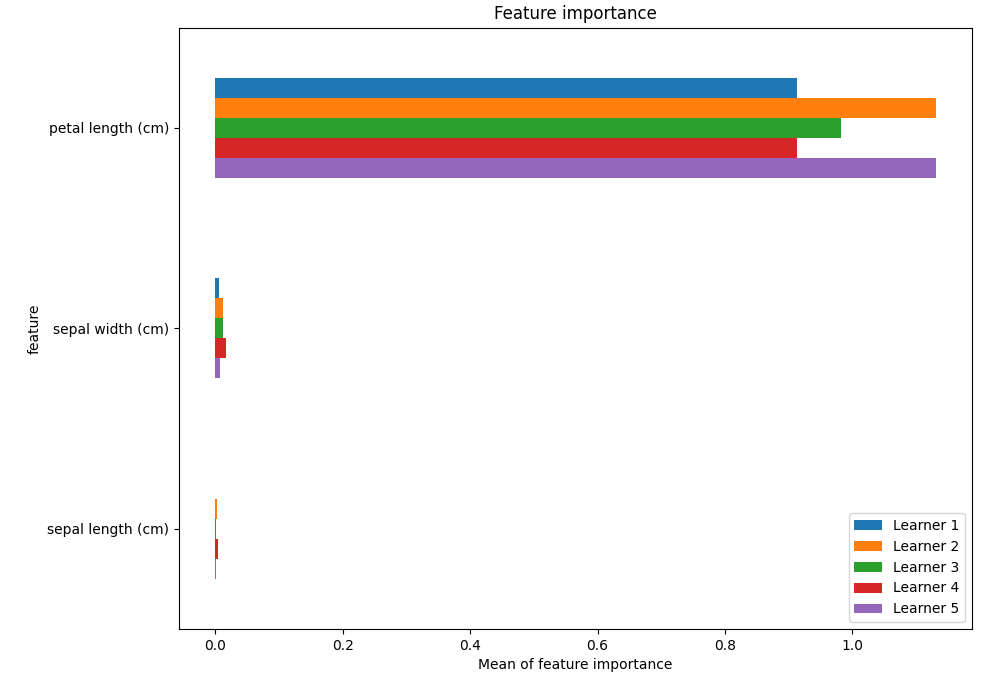 Feature importance
petal length (cm)
sepal width (cm)
sepal length (cm)
feature
0.0 0.2 0.4 0.6 0.8 1.0
Mean of feature importance
Learner 1
Learner 2
Learner 3
Learner 4
Learner 5